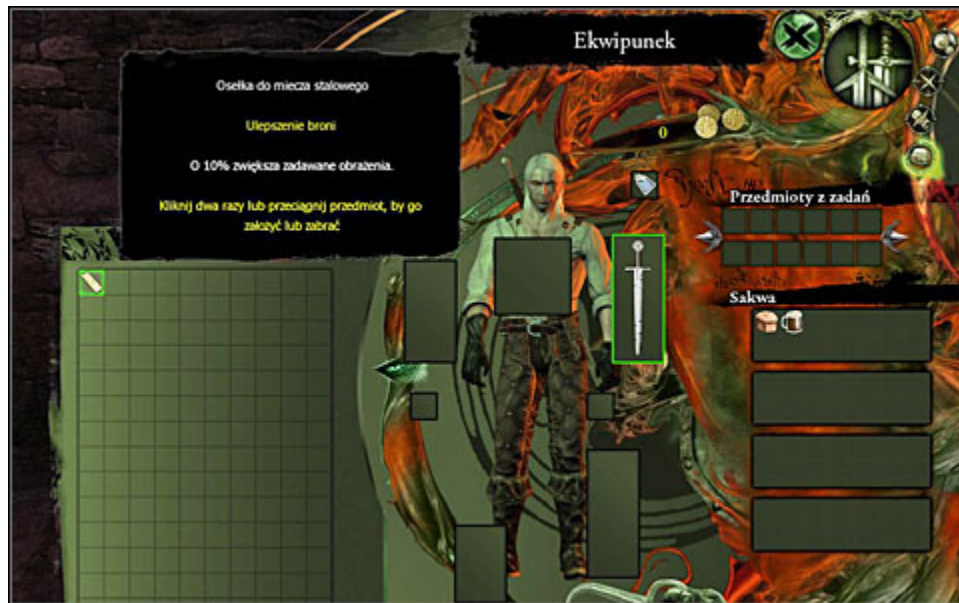 Ekwipunek
Osełka do miecza stalowego
Ulepszenie broni
O 10% zwiększa zadawane obrażenia.
Kliknij dwa razy lub przeciągnij przedmiot, by go
założyć lub zabrać
0
Przedmioty z zadań
Sakwa